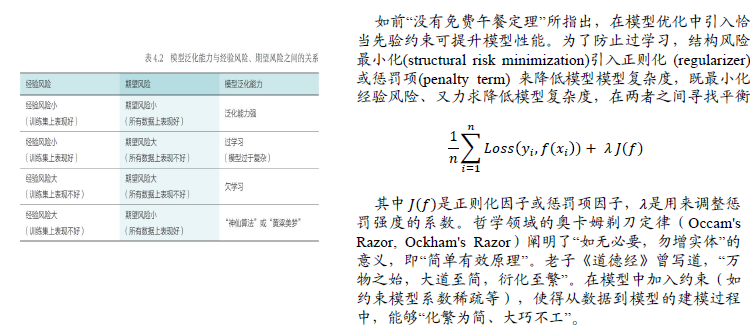 表4.2 模型泛化能力与经验风险、期望风险之间的关系
经验风险 期望风险 模型泛化能力
经验风险小 期望风险小 泛化能力强
(训练集上表现好) (所有数据上表现好)
经验风险小 期望风险大 过学习
(训练集上表现好) (所有数据上表现不好) (模型过于复杂)
经验风险大 期望风险大 欠学习
(训练集上表现不好) (所有数据上表现不好)
经验风险大 期望风险小 “神仙算法”或“黄粱美梦”
(训练集上表现不好) (所有数据上表现好)
如前“没有免费午餐定理”所指出，在模型优化中引入恰
当先验约束可提升模型性能。为了防止过学习，结构风险
最小化(structural risk minimization)引入正则化 (regularizer)
或惩罚项(penalty term) 来降低模型模型复杂度，既最小化
经验风险、又力求降低模型复杂度，在两者之间寻找平衡
$\frac{1}{n}\sum_{i=1}^{n} Loss(y_i, f(x_i)) + \lambda J(f)$
其中 J(f)是正则化因子或惩罚项因子，λ是用来调整惩
罚强度的系数。哲学领域的奥卡姆剃刀定律（Occam's
Razor, Ockham's Razor）阐明了“如无必要，勿增实体”的
意义，即“简单有效原理”。老子《道德经》曾写道，“万
物之始，大道至简，衍化至繁”。在模型中加入约束（如
约束模型系数稀疏等），使得从数据到模型的建模过程
中，能够“化繁为简、大巧不工”。